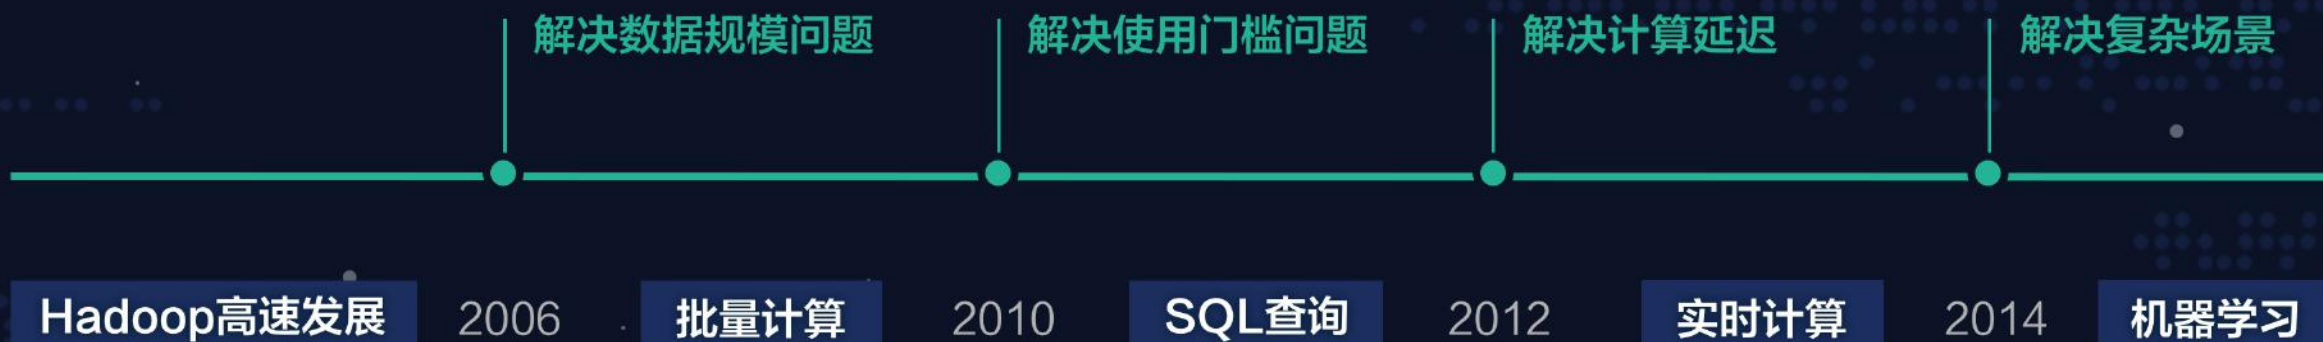 解决数据规模问题
解决使用门槛问题
解决计算延迟
解决复杂场景
Hadoop高速发展
2006
批量计算
2010
SQL查询
2012
实时计算
2014
机器学习